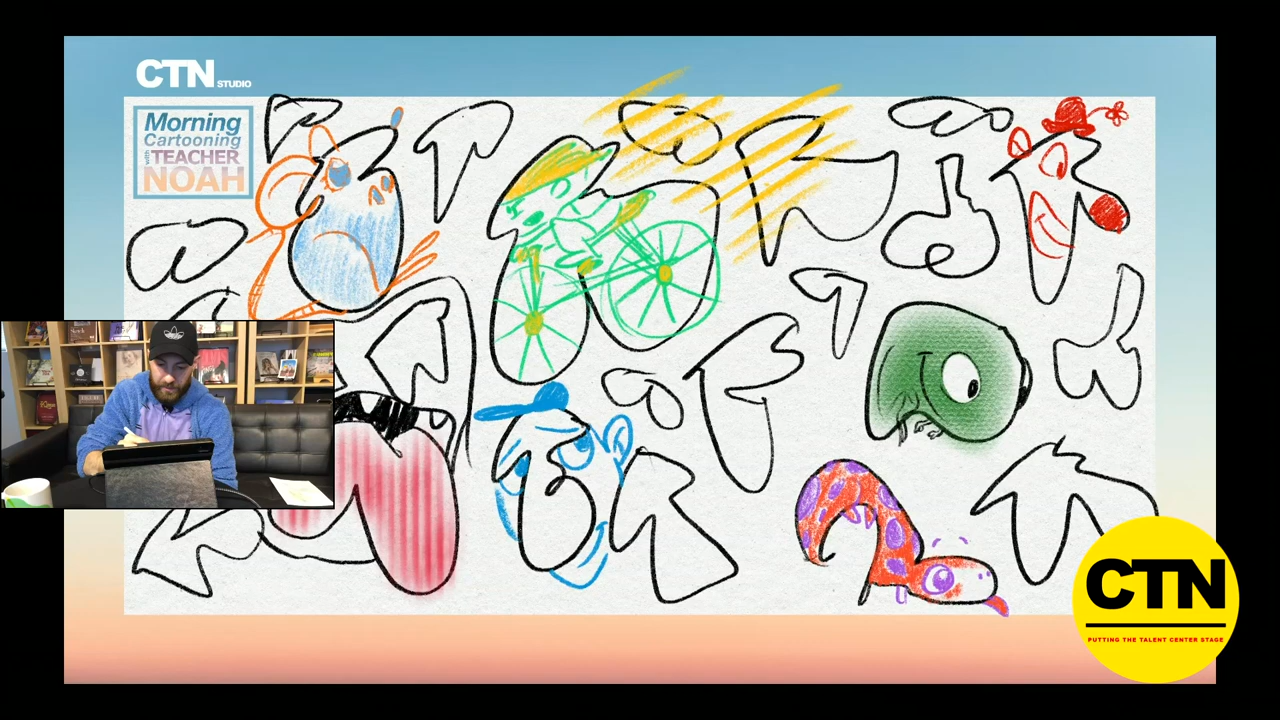 CTN STUDIO
Morning
Cartooning
with TEACHER
NOAH
CTN
PUTTING THE TALENT CENTER STAGE